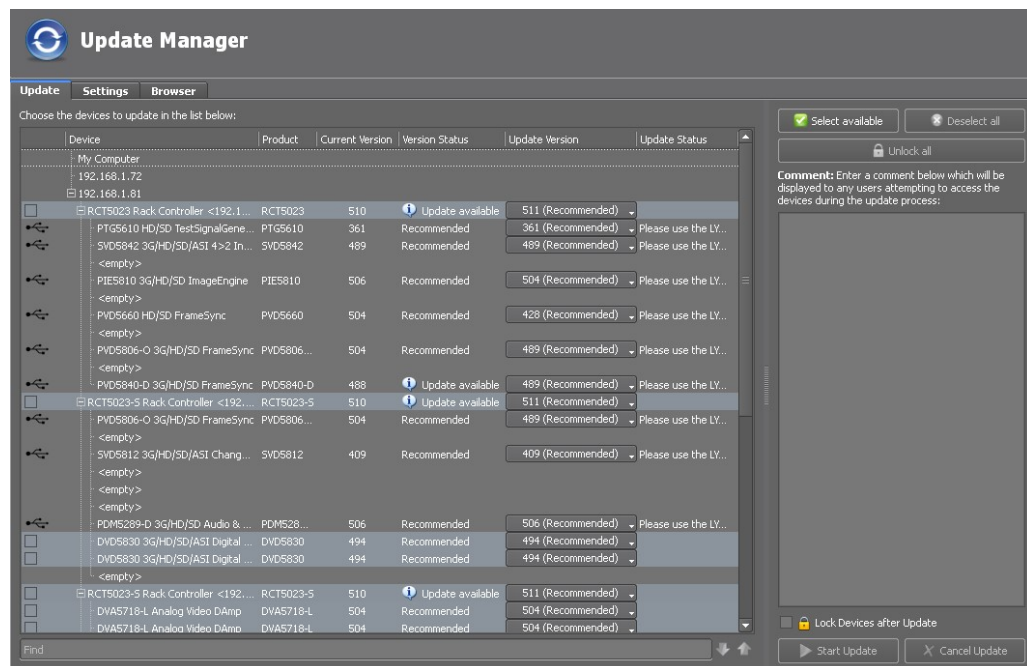 Update Manager
Update Settings Browser
Choose the devices to update in the list below:
Device Product Current Version Version Status Update Version Update Status
My Computer
192.168.1.72
192.168.1.81
RCT5023 Rack Controller <192.1... RCT5023 510 Update available 511 (Recommended)
PTG5610 HD/SD TestSignalGene... PTG5610 361 Recommended 361 (Recommended) Please use the LY...
SVD5842 3G/HD/SD/ASI 4>2 In... SVD5842 489 Recommended 489 (Recommended) Please use the LY...
<empty>
PIE5810 3G/HD/SD ImageEngine PIE5810 506 Recommended 504 (Recommended) Please use the LY...
<empty>
PVD5660 HD/SD FrameSync PVD5660 504 Recommended 428 (Recommended) Please use the LY...
<empty>
PVD5806-O 3G/HD/SD FrameSync PVD5806... 504 Recommended 489 (Recommended) Please use the LY...
<empty>
PVD5840-D 3G/HD/SD FrameSync PVD5840-D 488 Update available 489 (Recommended) Please use the LY...
RCT5023-S Rack Controller <192.... RCT5023-S 510 Update available 511 (Recommended)
PVD5806-O 3G/HD/SD FrameSync PVD5806... 504 Recommended 489 (Recommended) Please use the LY...
<empty>
SVD5812 3G/HD/SD/ASI Chang... SVD5812 409 Recommended 409 (Recommended) Please use the LY...
<empty>
<empty>
<empty>
PDM5289-D 3G/HD/SD Audio & ... PDM528... 506 Recommended 506 (Recommended) Please use the LY...
DVD5830 3G/HD/SD/ASI Digital ... DVD5830 494 Recommended 494 (Recommended)
DVD5830 3G/HD/SD/ASI Digital ... DVD5830 494 Recommended 494 (Recommended)
<empty>
RCT5023-S Rack Controller <192.... RCT5023-S 510 Update available 511 (Recommended)
DVA5718-L Analog Video DAmp DVA5718-L 504 Recommended 504 (Recommended)
DVA5718-L Analog Video DAmp DVA5718-L 504 Recommended 504 (Recommended)
Find
Select available Deselect all
Unlock all
Comment: Enter a comment below which will be
displayed to any users attempting to access the
devices during the update process:
Lock Devices after Update
Start Update Cancel Update